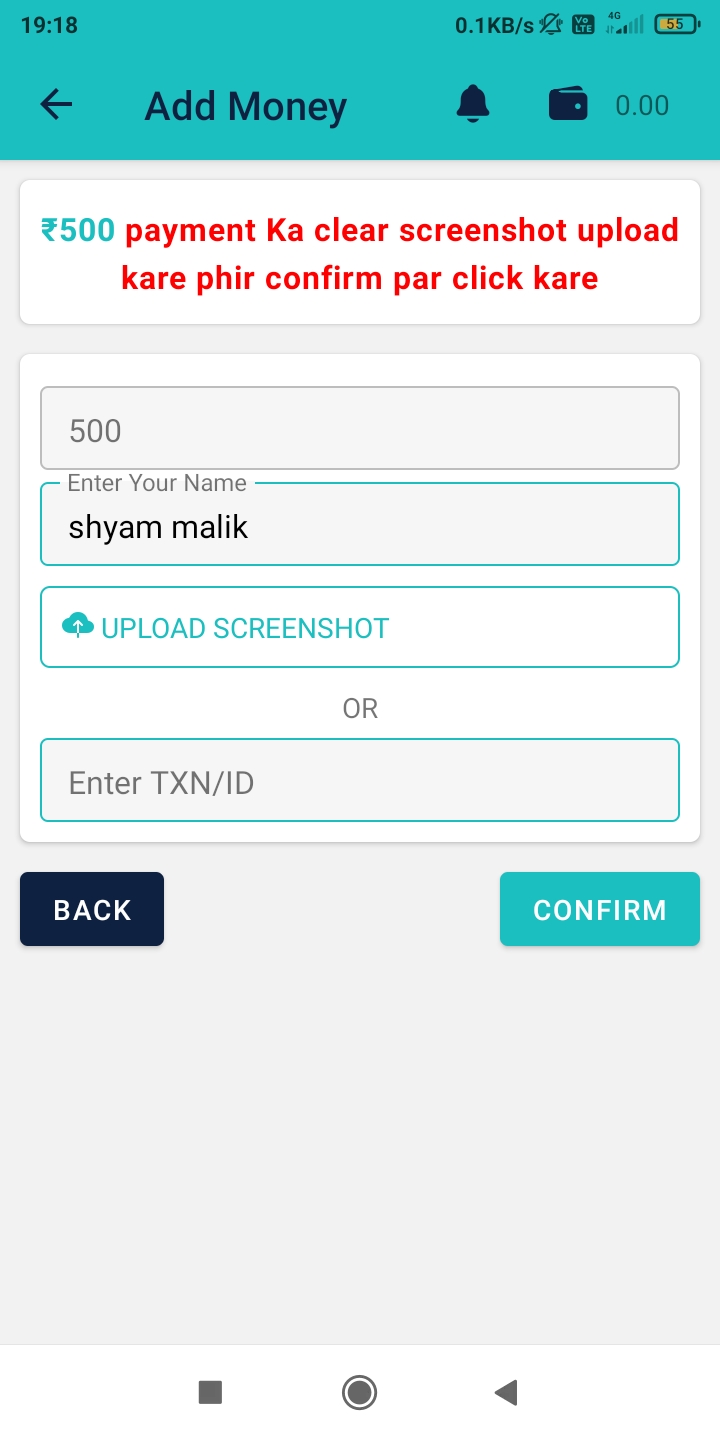 19:18 0.1KB/s Vo LTE 4G 55
Add Money 0.00
₹500 payment Ka clear screenshot upload
kare phir confirm par click kare
500
Enter Your Name
shyam malik
UPLOAD SCREENSHOT
OR
Enter TXN/ID
BACK CONFIRM